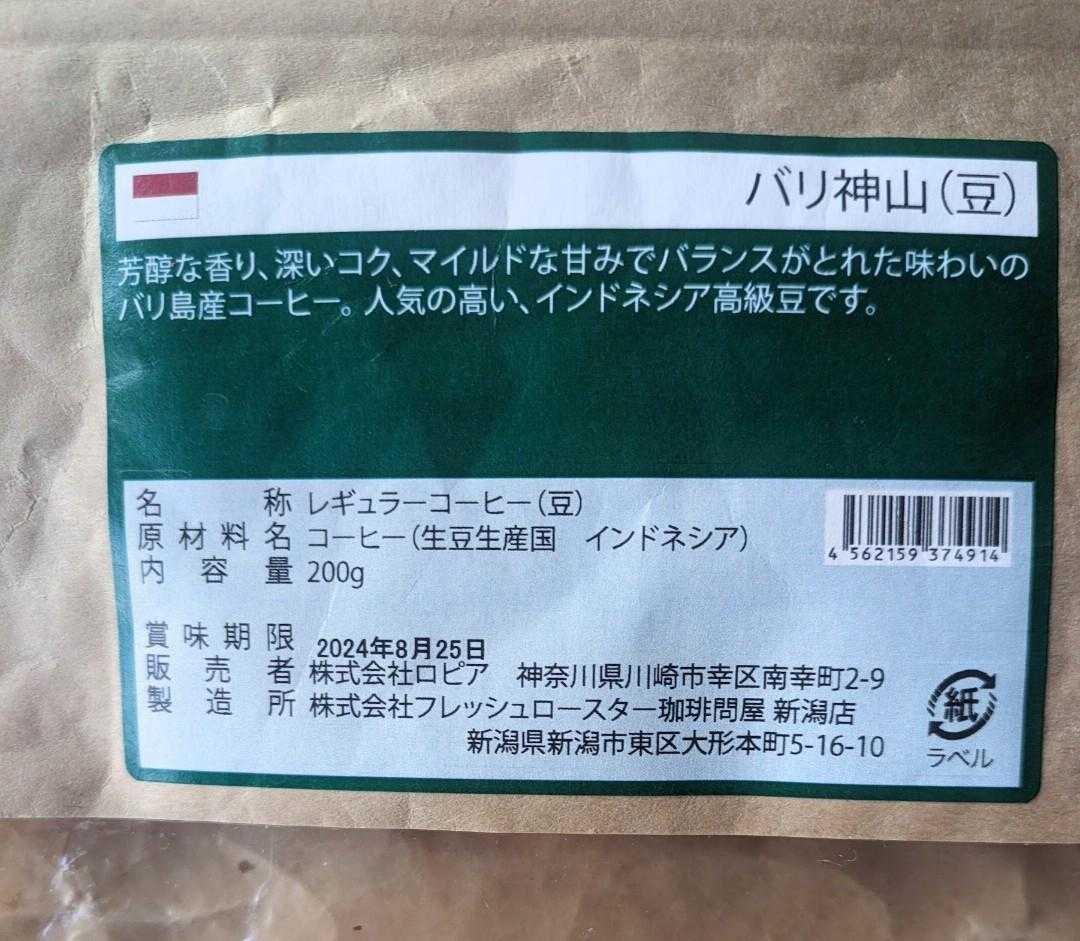 バリ神山（豆）
芳醇な香り、深いコク、マイルドな甘みでバランスがとれた味わいの
バリ島産コーヒー。人気の高い、インドネシア高級豆です。
名称 レギュラーコーヒー（豆）
原材料名 コーヒー（生豆生産国 インドネシア）
内容量 200g
4 562159 374914
賞味期限 2024年8月25日
販売者 株式会社ロピア 神奈川県川崎市幸区南幸町2-9
製造所 株式会社フレッシュロースター珈琲問屋 新潟店
新潟県新潟市東区大形本町5-16-10
紙
ラベル